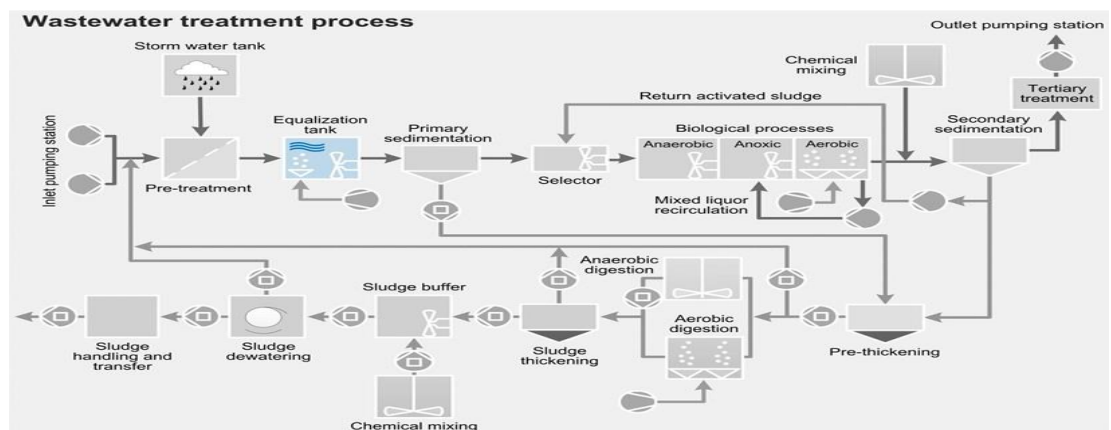 Wastewater treatment process
Outlet pumping station
Storm water tank
Chemical
mixing
Tertiary
treatment
Return activated sludge
Equalization
tank
Primary
sedimentation
Biological processes
Secondary
sedimentation
Inlet pumping station
Anaerobic
Anoxic
Aerobic
Pre-treatment
Selector
Mixed liquor
recirculation
Anaerobic
digestion
Sludge buffer
Aerobic
digestion
Sludge
handling and
transfer
Sludge
dewatering
Sludge
thickening
Pre-thickening
Chemical mixing